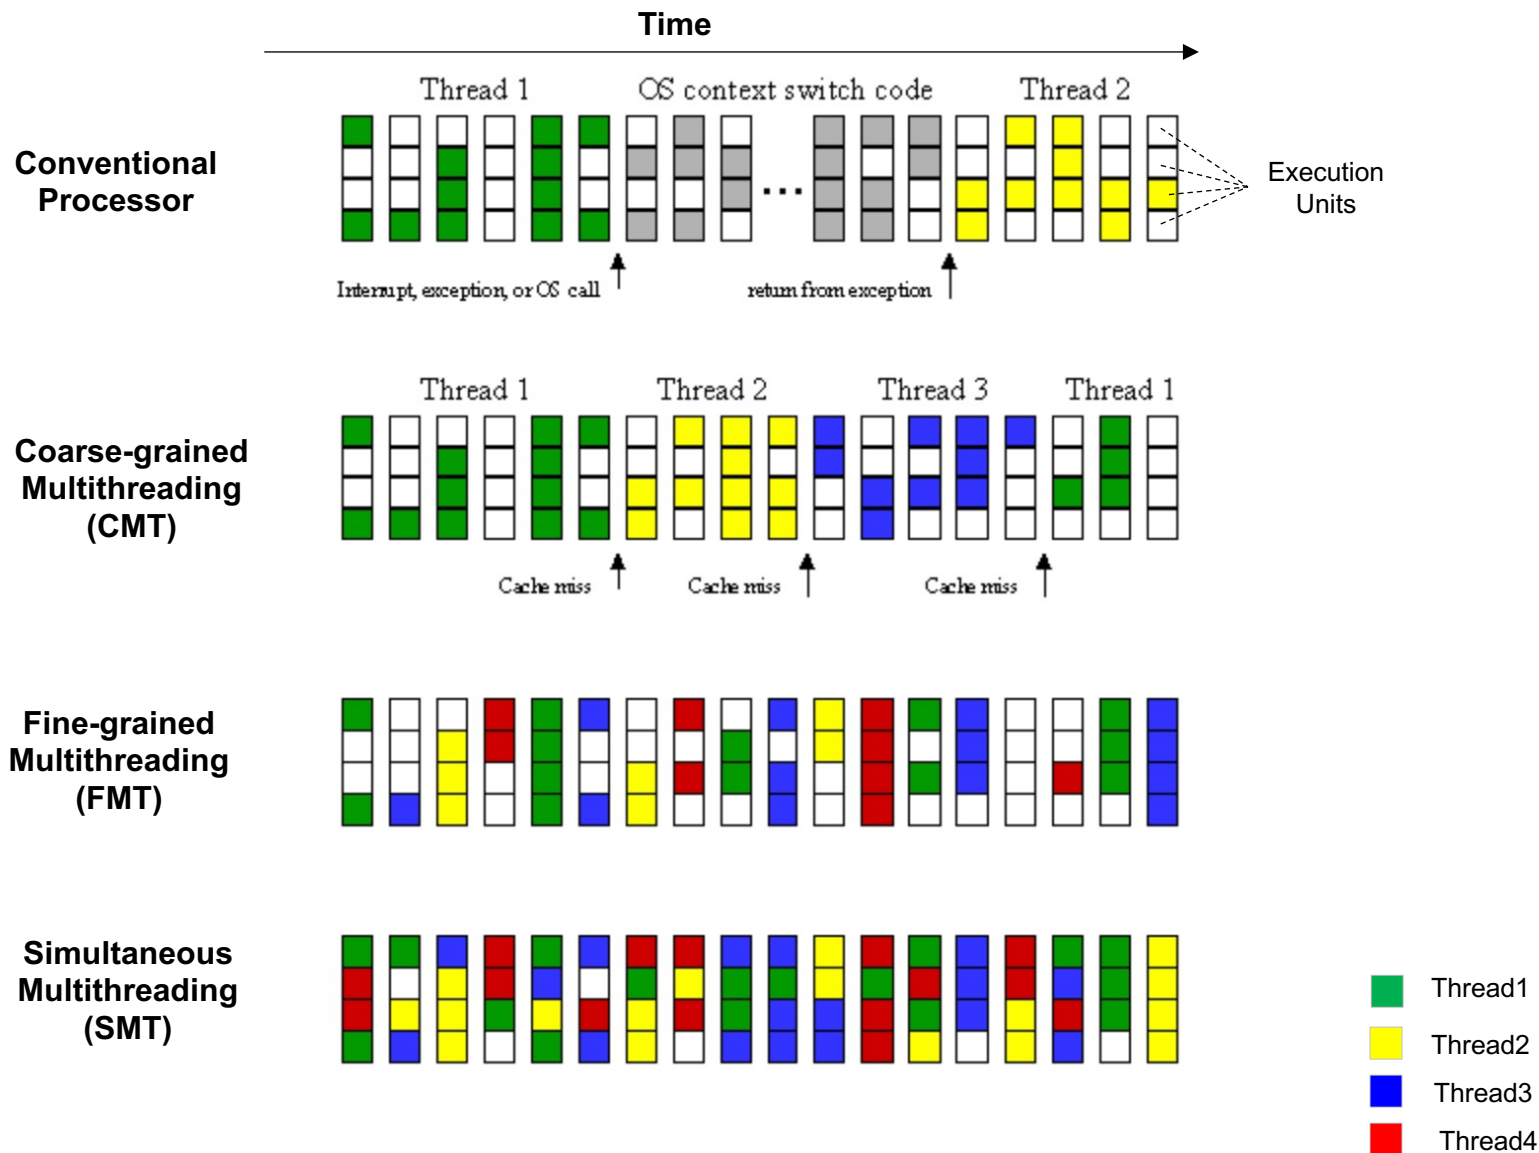 Time
Thread 1
OS context switch code
Thread 2
Conventional
Processor
...
Execution
Units
Interrupt, exception, or OS call
return from exception
Thread 1
Thread 2
Thread 3
Thread 1
Coarse-grained
Multithreading
(CMT)
Cache miss
Cache miss
Cache miss
Fine-grained
Multithreading
(FMT)
Simultaneous
Multithreading
(SMT)
Thread1
Thread2
Thread3
Thread4